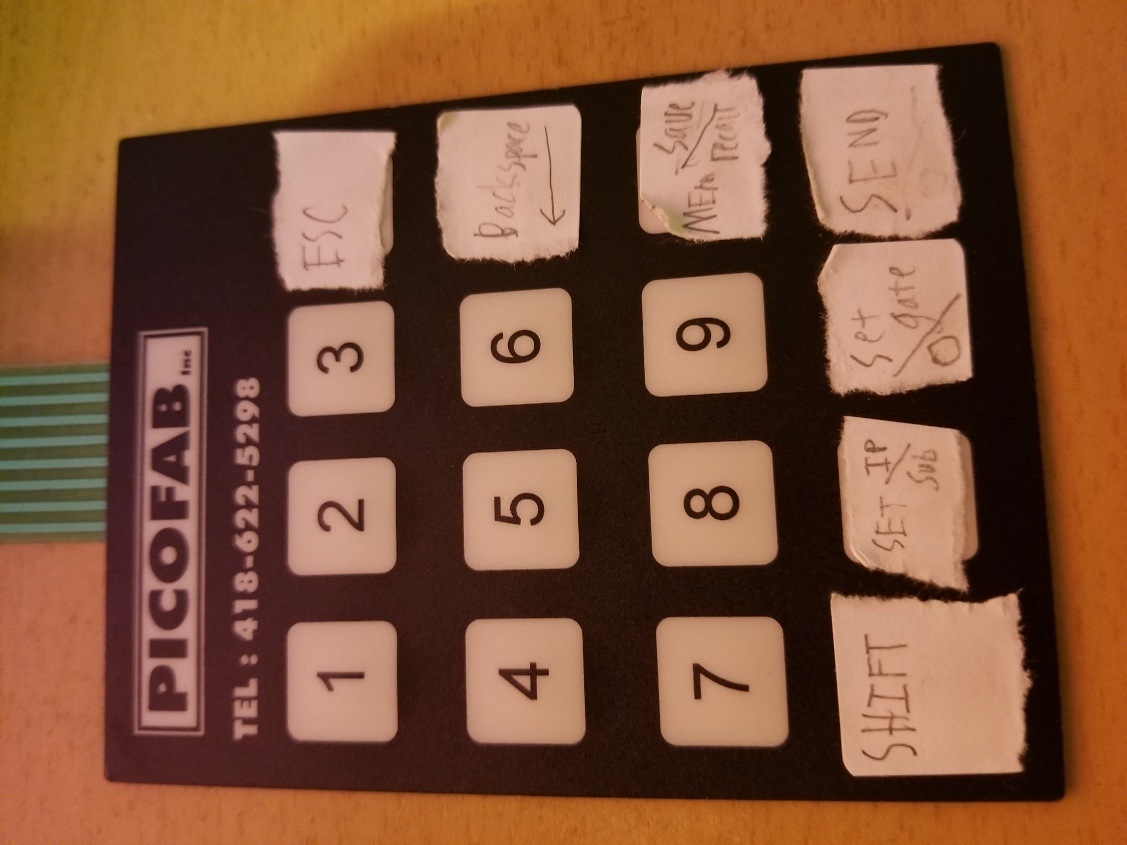 PICOFAB inc
TEL : 418-622-5298
1 2 3 ESC
4 5 6 Backspace
←
7 8 9 MEm Save/recall
SHIFT SET IP/Sub Set 0/gate SEND